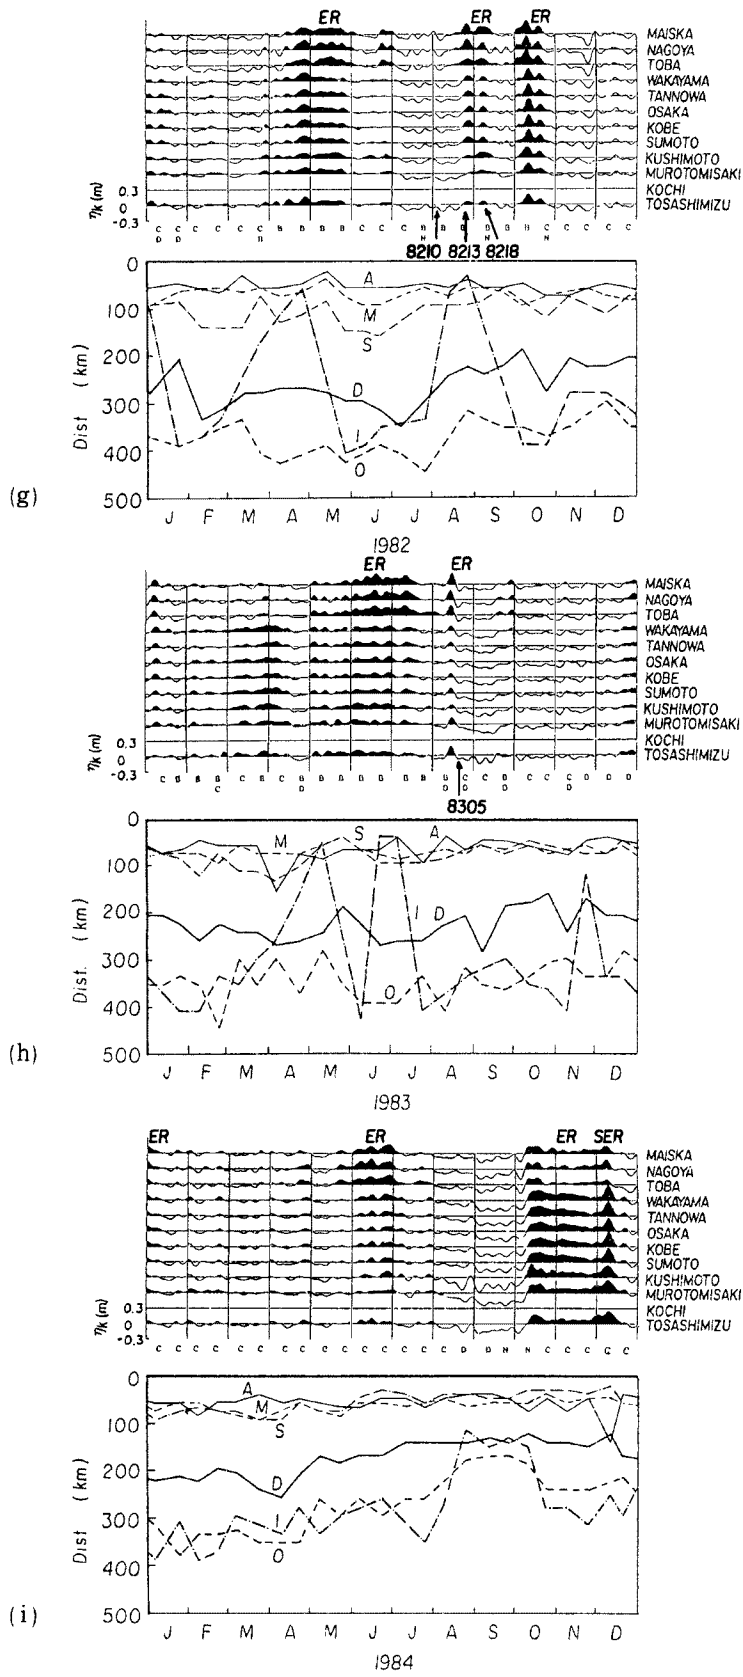 ER ER ER
MAISKA
NAGOYA
TOBA
WAKAYAMA
TANNOWA
OSAKA
KOBE
SUMOTO
KUSHIMOTO
MUROTOMISAKI
KOCHI
TOSASHIMIZU
ηk (m)
0.3
0
-0.3
8210 8213 8218
(g)
Dist (km)
0
100
200
300
400
500
A
M
S
D
I
O
J F M A M J J A S O N D
1982
ER ER
MAISKA
NAGOYA
TOBA
WAKAYAMA
TANNOWA
OSAKA
KOBE
SUMOTO
KUSHIMOTO
MUROTOMISAKI
KOCHI
TOSASHIMIZU
ηk (m)
0.3
0
-0.3
8305
(h)
Dist. (km)
0
100
200
300
400
500
M S A
I D
O
J F M A M J J A S O N D
1983
ER ER ER SER
MAISKA
NAGOYA
TOBA
WAKAYAMA
TANNOWA
OSAKA
KOBE
SUMOTO
KUSHIMOTO
MUROTOMISAKI
KOCHI
TOSASHIMIZU
ηk (m)
0.3
0
-0.3
(i)
Dist (km)
0
100
200
300
400
500
A
M
S
D
I
O
J F M A M J J A S O N D
1984